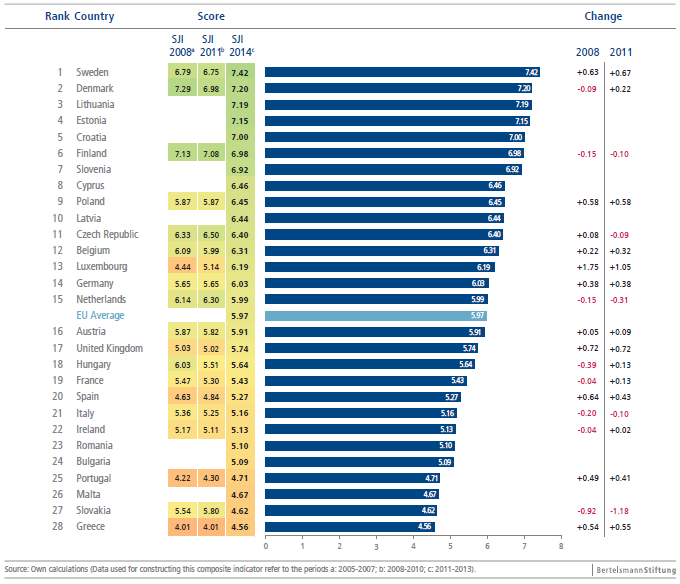 Rank Country Score Change
SJI SJI SJI
2008a 2011b 2014c 2008 2011
1 Sweden 6.79 6.75 7.42 7.42 +0.63 +0.67
2 Denmark 7.29 6.98 7.20 7.20 -0.09 +0.22
3 Lithuania 7.19 7.19
4 Estonia 7.15 7.15
5 Croatia 7.00 7.00
6 Finland 7.13 7.08 6.98 6.98 -0.15 -0.10
7 Slovenia 6.92 6.92
8 Cyprus 6.46 6.46
9 Poland 5.87 5.87 6.45 6.45 +0.58 +0.58
10 Latvia 6.44 6.44
11 Czech Republic 6.33 6.50 6.40 6.40 +0.08 -0.09
12 Belgium 6.09 5.99 6.31 6.31 +0.22 +0.32
13 Luxembourg 4.44 5.14 6.19 6.19 +1.75 +1.05
14 Germany 5.65 5.65 6.03 6.03 +0.38 +0.38
15 Netherlands 6.14 6.30 5.99 5.99 -0.15 -0.31
EU Average 5.97 5.97
16 Austria 5.87 5.82 5.91 5.91 +0.05 +0.09
17 United Kingdom 5.03 5.02 5.74 5.74 +0.72 +0.72
18 Hungary 6.03 5.51 5.64 5.64 -0.39 +0.13
19 France 5.47 5.30 5.43 5.43 -0.04 +0.13
20 Spain 4.63 4.84 5.27 5.27 +0.64 +0.43
21 Italy 5.36 5.25 5.16 5.16 -0.20 -0.10
22 Ireland 5.17 5.11 5.13 5.13 -0.04 +0.02
23 Romania 5.10 5.10
24 Bulgaria 5.09 5.09
25 Portugal 4.22 4.30 4.71 4.71 +0.49 +0.41
26 Malta 4.67 4.67
27 Slovakia 5.54 5.80 4.62 4.62 -0.92 -1.18
28 Greece 4.01 4.01 4.56 4.56 +0.54 +0.55
0 1 2 3 4 5 6 7 8
Source: Own calculations (Data used for constructing this composite indicator refer to the periods a: 2005-2007; b: 2008-2010; c: 2011-2013).
BertelsmannStiftung